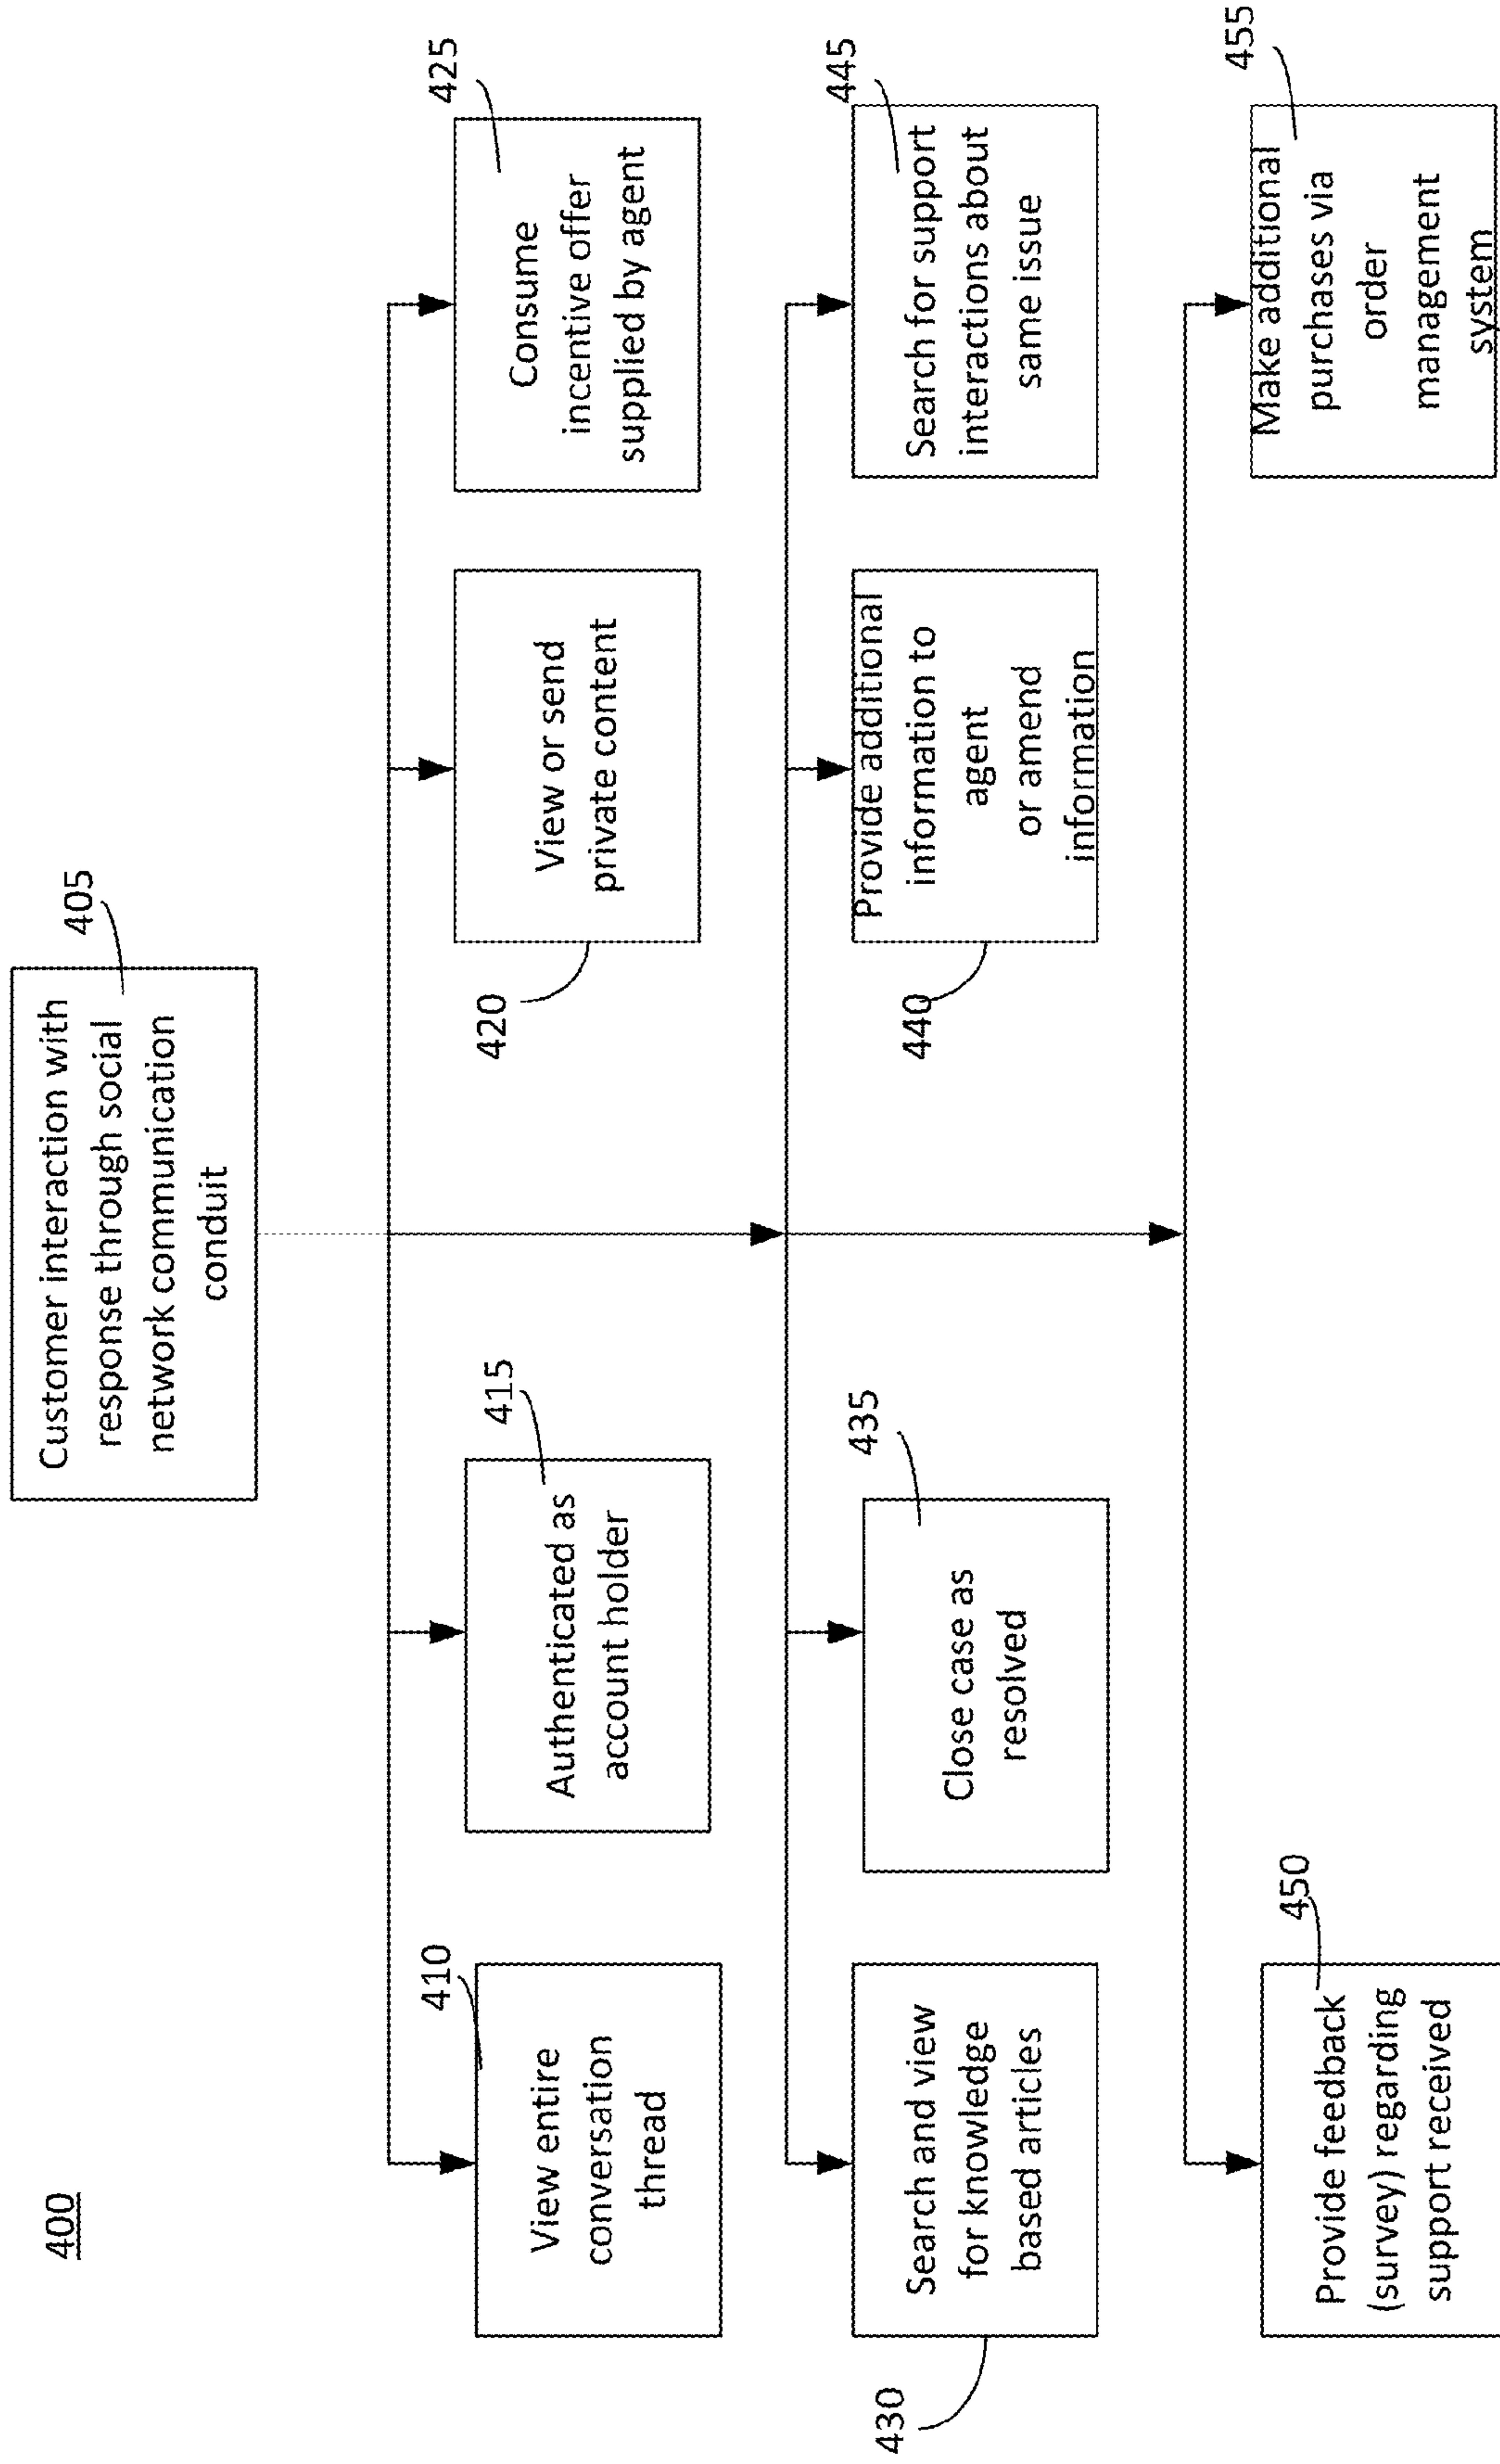 400
Customer interaction with
response through social
network communication
conduit
405
View entire
conversation
thread
410
Authenticated as
account holder
415
View or send
private content
420
Consume
incentive offer
supplied by agent
425
Search and view
for knowledge
based articles
430
Close case as
resolved
435
Provide additional
information to
agent
or amend
information
440
Search for support
interactions about
same issue
445
Provide feedback
(survey) regarding
support received
450
Make additional
purchases via
order
management
system
455